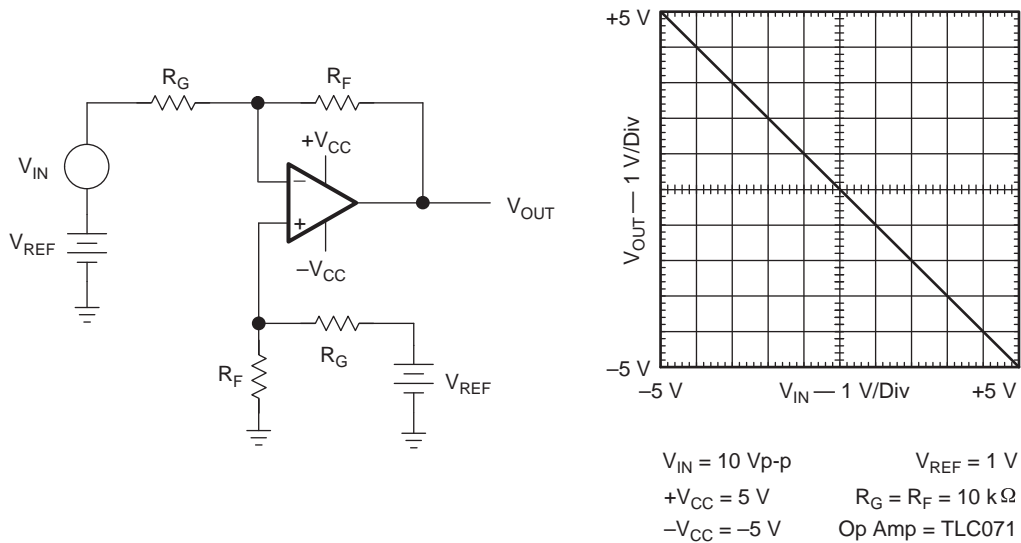 R_G
R_F
+V_CC
V_IN
V_REF
−
+
V_OUT
−V_CC
R_F
R_G
V_REF
+5 V
V_OUT — 1 V/Div
−5 V
−5 V
V_IN — 1 V/Div
+5 V
V_IN = 10 Vp-p
V_REF = 1 V
+V_CC = 5 V
R_G = R_F = 10 k Ω
−V_CC = −5 V
Op Amp = TLC071